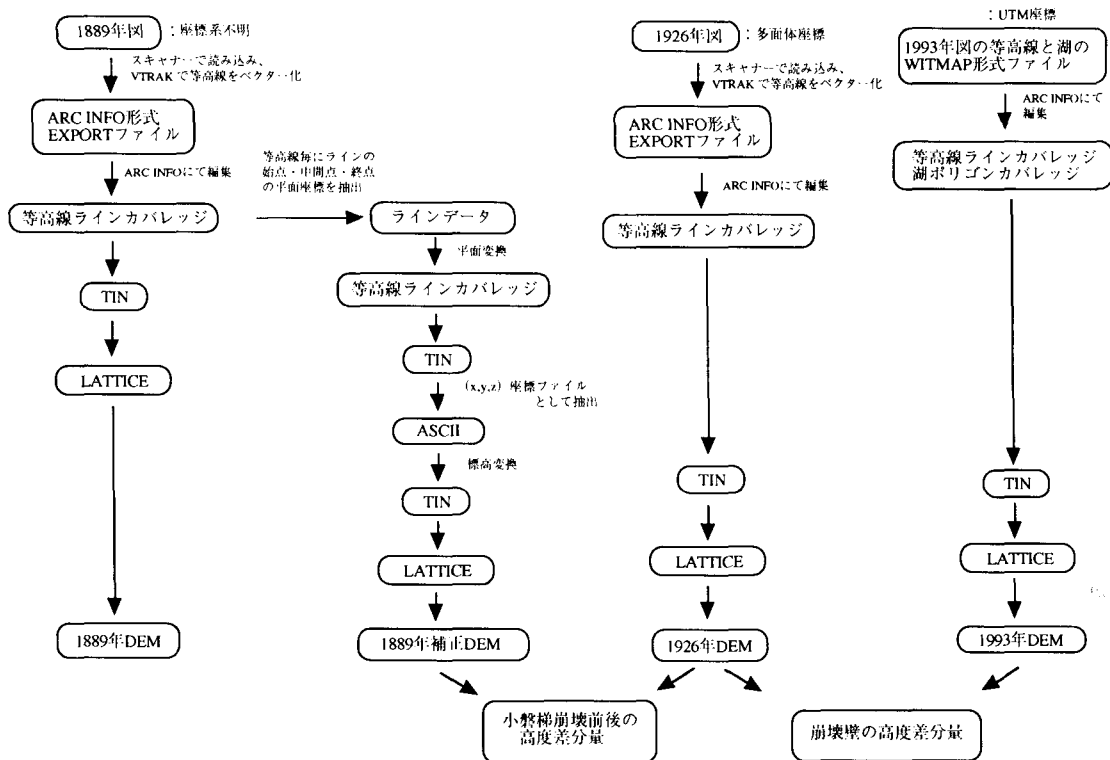 1889年図
：座標系不明
スキャナーで読み込み、
VTRAKで等高線をベクター化
ARC INFO形式
EXPORTファイル
ARC INFOにて編集
等高線ラインカバレッジ
TIN
LATTICE
1889年DEM
等高線毎にラインの
始点・中間点・終点
の平面座標を抽出
ラインデータ
平面変換
等高線ラインカバレッジ
TIN
(x,y,z) 座標ファイル
として抽出
ASCII
標高変換
TIN
LATTICE
1889年補正DEM
1926年図
：多面体座標
スキャナーで読み込み、
VTRAKで等高線をベクター化
ARC INFO形式
EXPORTファイル
ARC INFOにて編集
等高線ラインカバレッジ
TIN
LATTICE
1926年DEM
：UTM座標
1993年図の等高線と湖の
WITMAP形式ファイル
ARC INFOにて
編集
等高線ラインカバレッジ
湖ポリゴンカバレッジ
TIN
LATTICE
1993年DEM
小磐梯崩壊前後の
高度差分量
崩壊壁の高度差分量